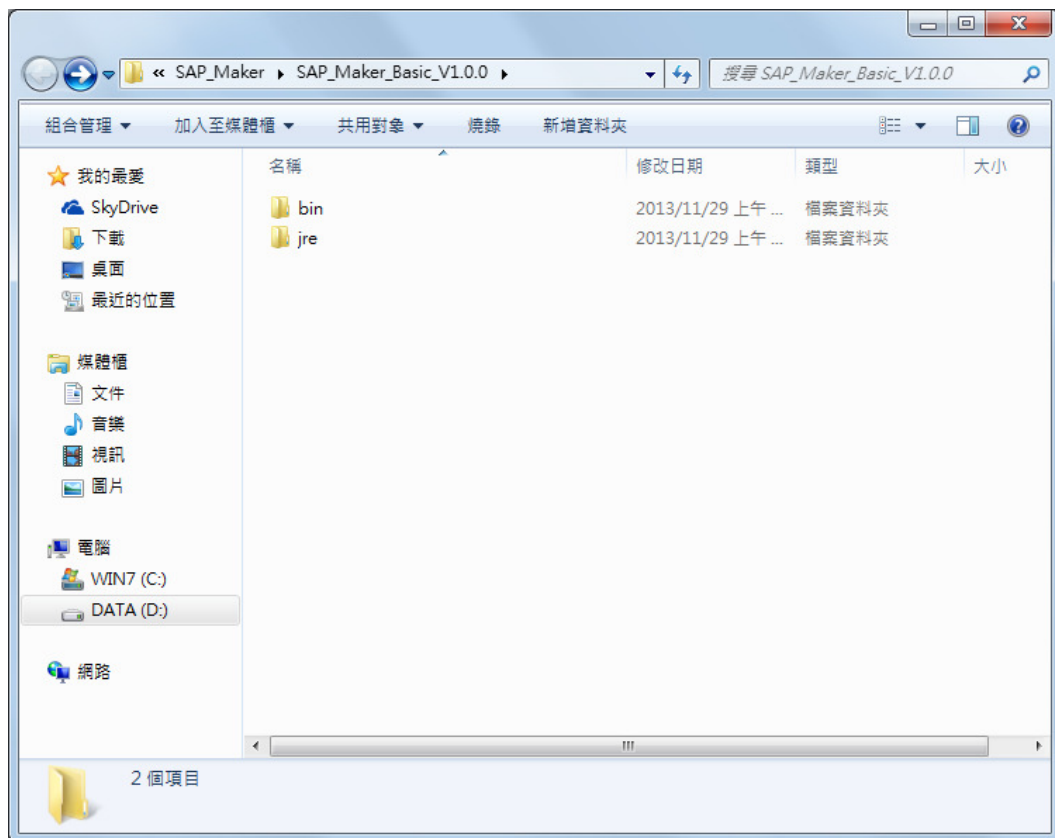 « SAP_Maker ▸ SAP_Maker_Basic_V1.0.0 ▸ 搜尋 SAP_Maker_Basic_V1.0.0
組合管理 ▼ 加入至媒體櫃 ▼ 共用對象 ▼ 燒錄 新增資料夾
名稱 修改日期 類型 大小
我的最愛
SkyDrive
下載
桌面
最近的位置
媒體櫃
文件
音樂
視訊
圖片
電腦
WIN7 (C:)
DATA (D:)
網路
bin 2013/11/29 上午 ... 檔案資料夾
jre 2013/11/29 上午 ... 檔案資料夾
2 個項目